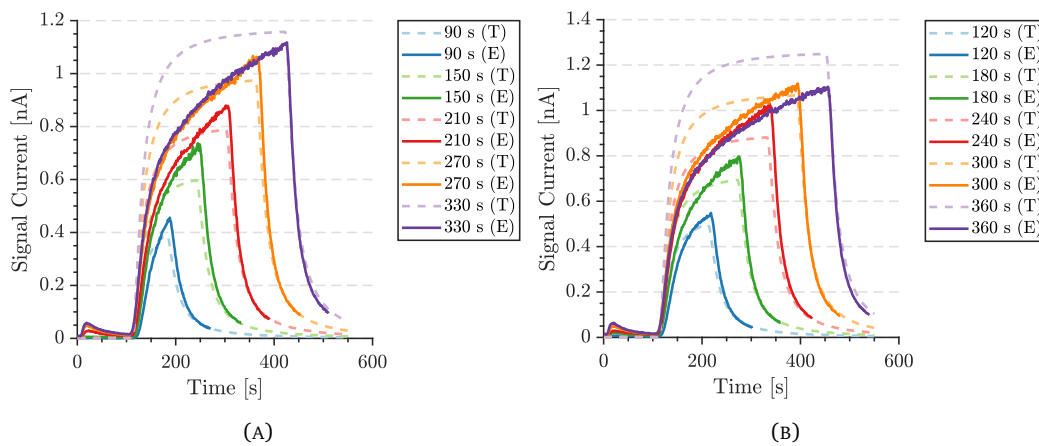 1.2
1
0.8
0.6
0.4
0.2
0
0 200 400 600
Signal Current [nA]
Time [s]
90 s (T)
90 s (E)
150 s (T)
150 s (E)
210 s (T)
210 s (E)
270 s (T)
270 s (E)
330 s (T)
330 s (E)
(A)
1.4
1.2
1
0.8
0.6
0.4
0.2
0
0 200 400 600
Signal Current [nA]
Time [s]
120 s (T)
120 s (E)
180 s (T)
180 s (E)
240 s (T)
240 s (E)
300 s (T)
300 s (E)
360 s (T)
360 s (E)
(B)